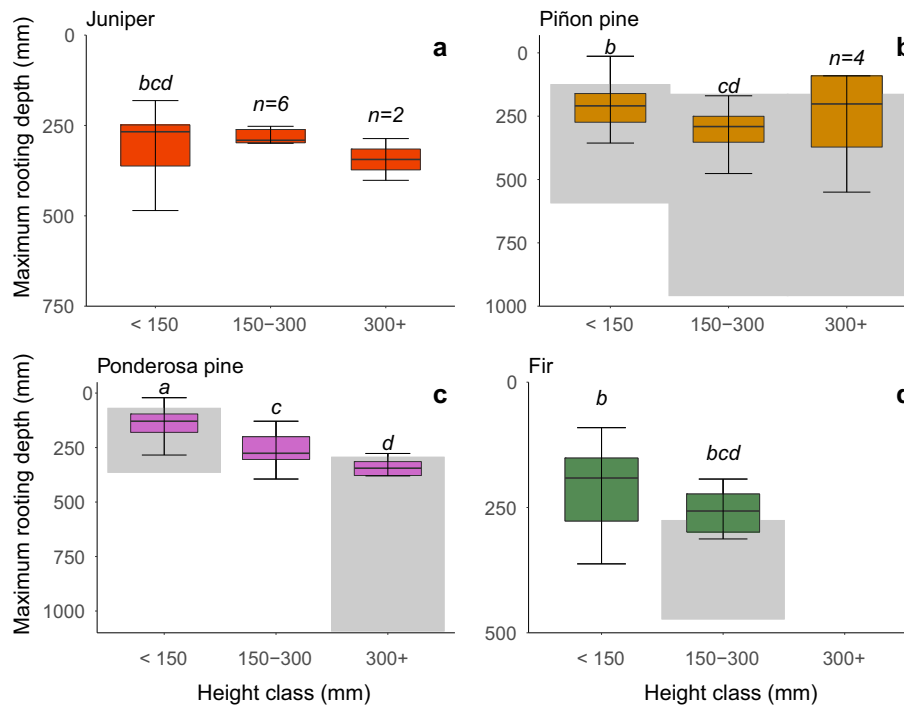 Juniper
a
Maximum rooting depth (mm)
0
250
500
750
bcd
n=6
n=2
< 150
150−300
300+
Piñon pine
b
0
250
500
750
1000
b
cd
n=4
< 150
150−300
300+
Ponderosa pine
c
Maximum rooting depth (mm)
0
250
500
750
1000
a
c
d
< 150
150−300
300+
Height class (mm)
Fir
0
250
500
b
bcd
< 150
150−300
300+
Height class (mm)